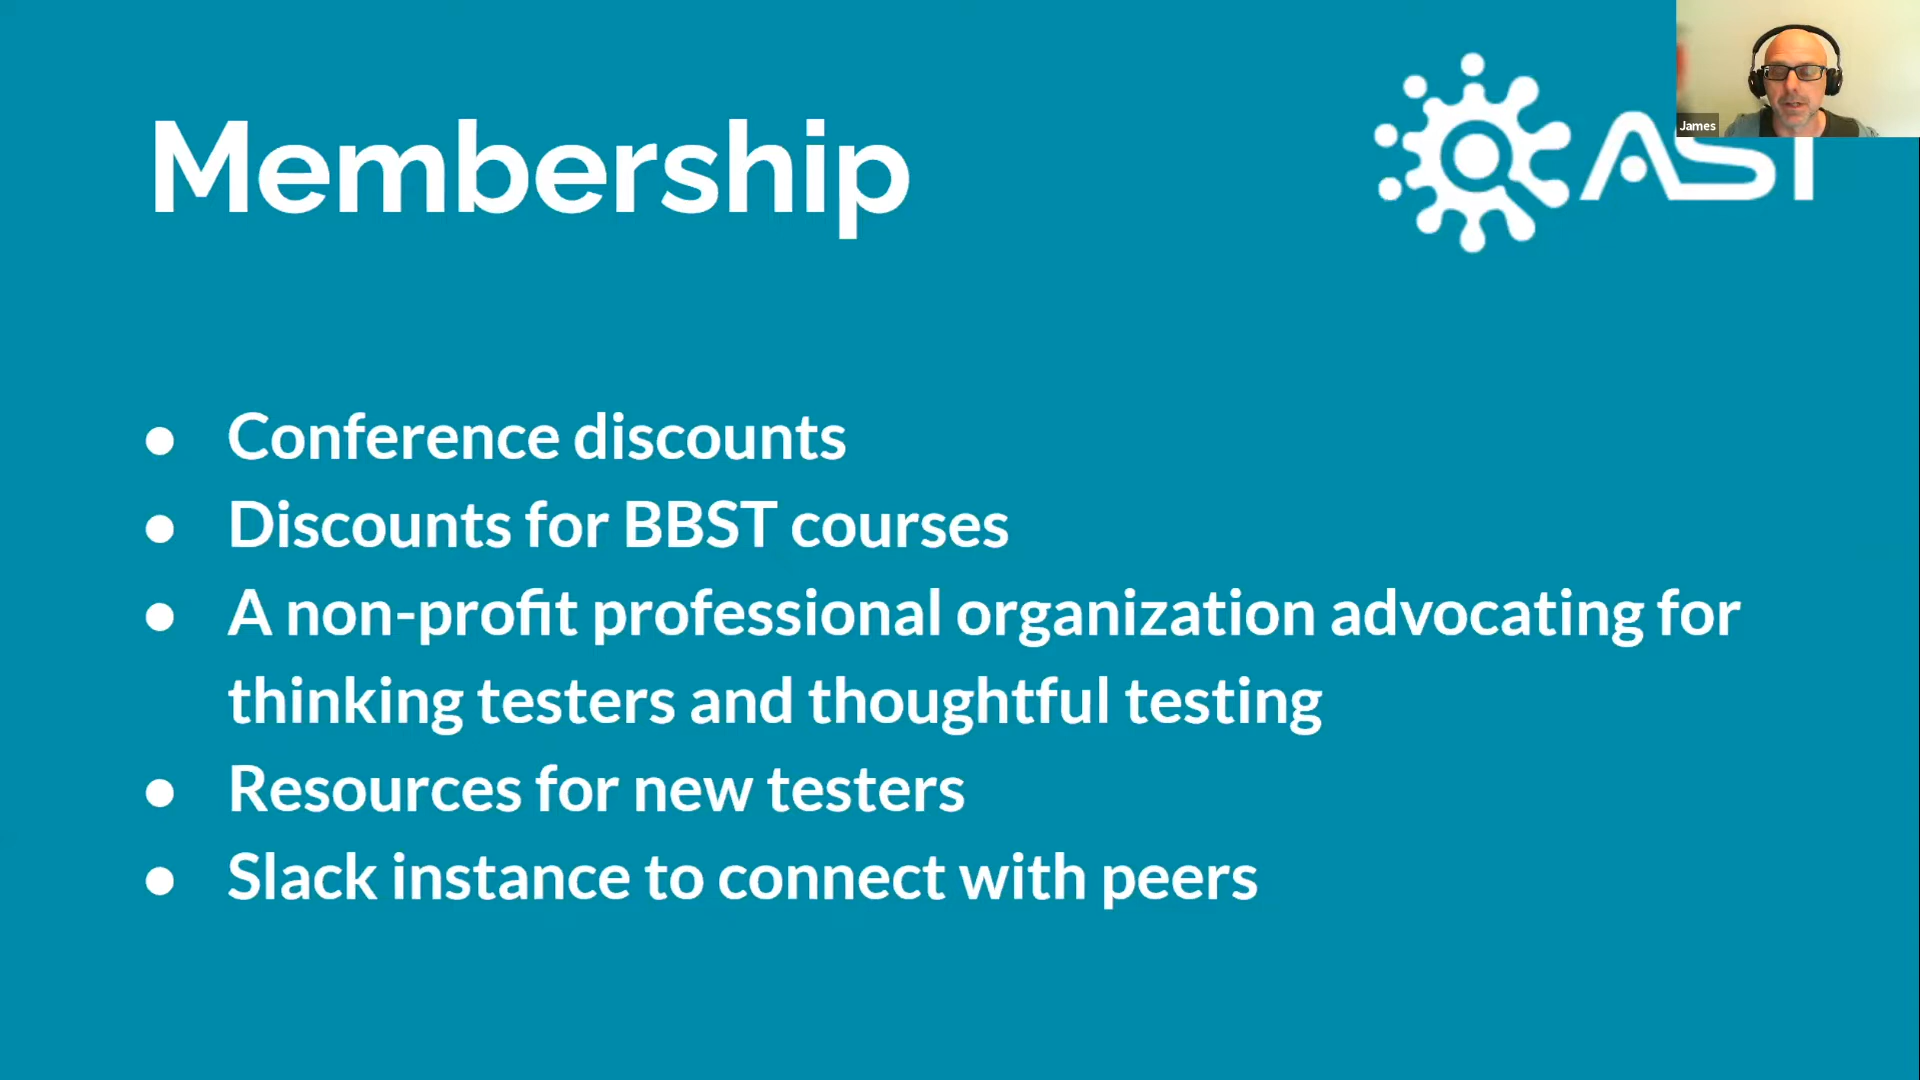 Membership
AST
James
● Conference discounts
● Discounts for BBST courses
● A non-profit professional organization advocating for
thinking testers and thoughtful testing
● Resources for new testers
● Slack instance to connect with peers